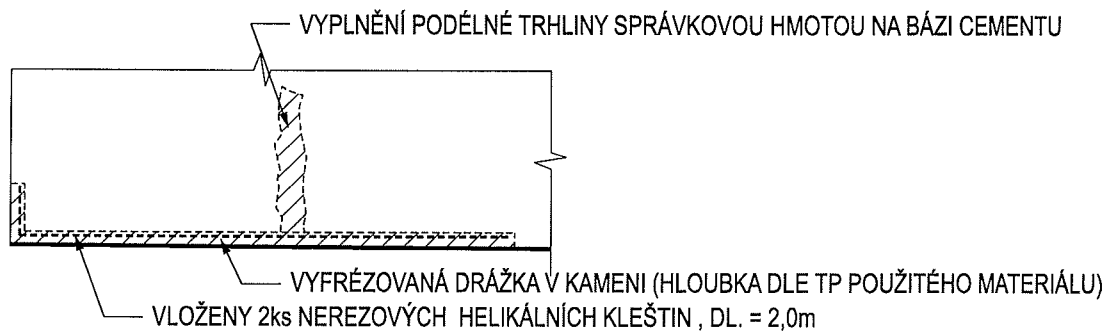 VYPLNĚNÍ PODÉLNÉ TRHLINY SPRÁVKOVOU HMOTOU NA BÁZI CEMENTU
VYFRÉZOVANÁ DRÁŽKA V KAMENI (HLOUBKA DLE TP POUŽITÉHO MATERIÁLU)
VLOŽENY 2ks NEREZOVÝCH HELIKÁLNÍCH KLEŠTIN , DL. = 2,0m